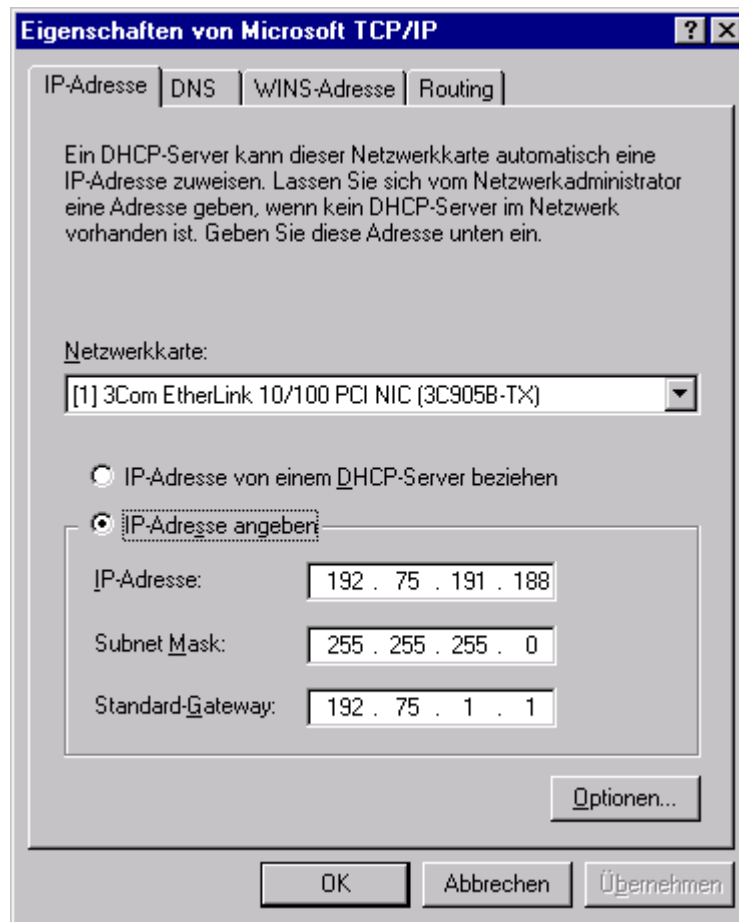 Eigenschaften von Microsoft TCP/IP
IP-Adresse DNS WINS-Adresse Routing
Ein DHCP-Server kann dieser Netzwerkkarte automatisch eine
IP-Adresse zuweisen. Lassen Sie sich vom Netzwerkadministrator
eine Adresse geben, wenn kein DHCP-Server im Netzwerk
vorhanden ist. Geben Sie diese Adresse unten ein.
Netzwerkkarte:
[1] 3Com EtherLink 10/100 PCI NIC (3C905B-TX)
IP-Adresse von einem DHCP-Server beziehen
IP-Adresse angeben
IP-Adresse: 192 . 75 . 191 . 188
Subnet Mask: 255 . 255 . 255 . 0
Standard-Gateway: 192 . 75 . 1 . 1
Optionen...
OK Abbrechen Übernehmen